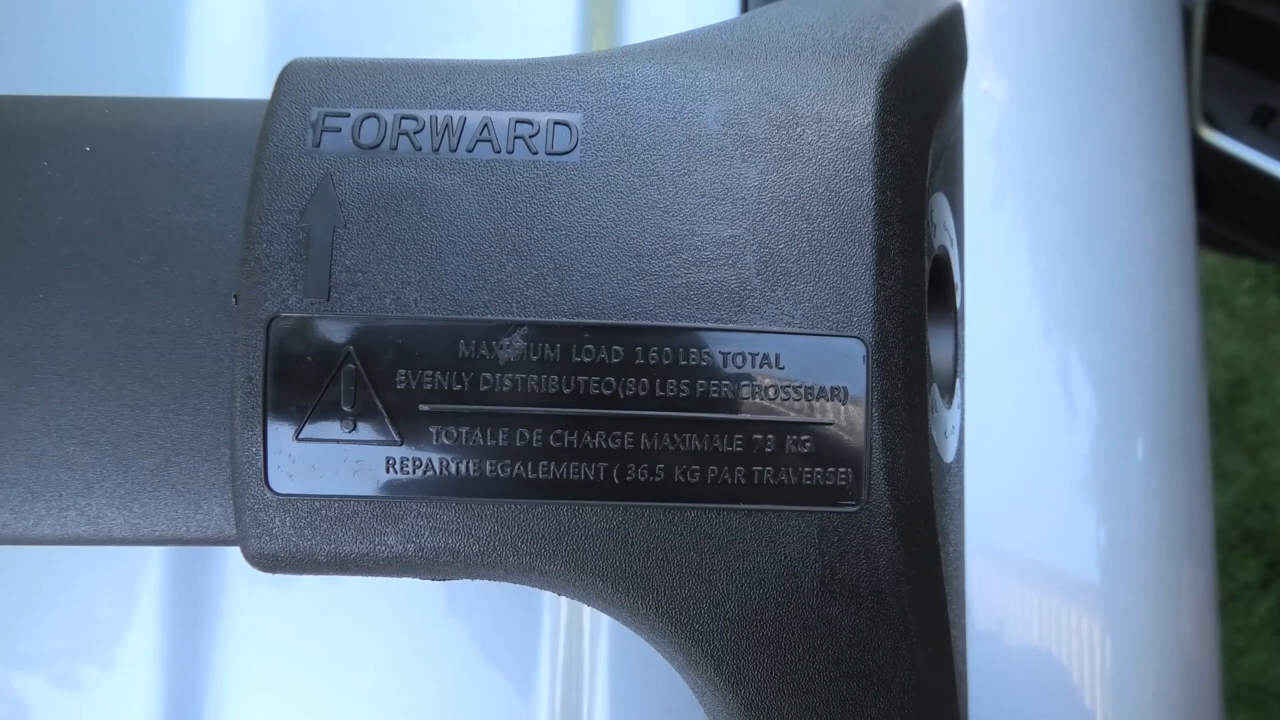 FORWARD
MAXIMUM LOAD 160 LBS TOTAL
EVENLY DISTRIBUTEO(80 LBS PER CROSSBAR)
TOTALE DE CHARGE MAXIMALE 73 KG
REPARTIE EGALEMENT ( 36.5 KG PAR TRAVERSE)